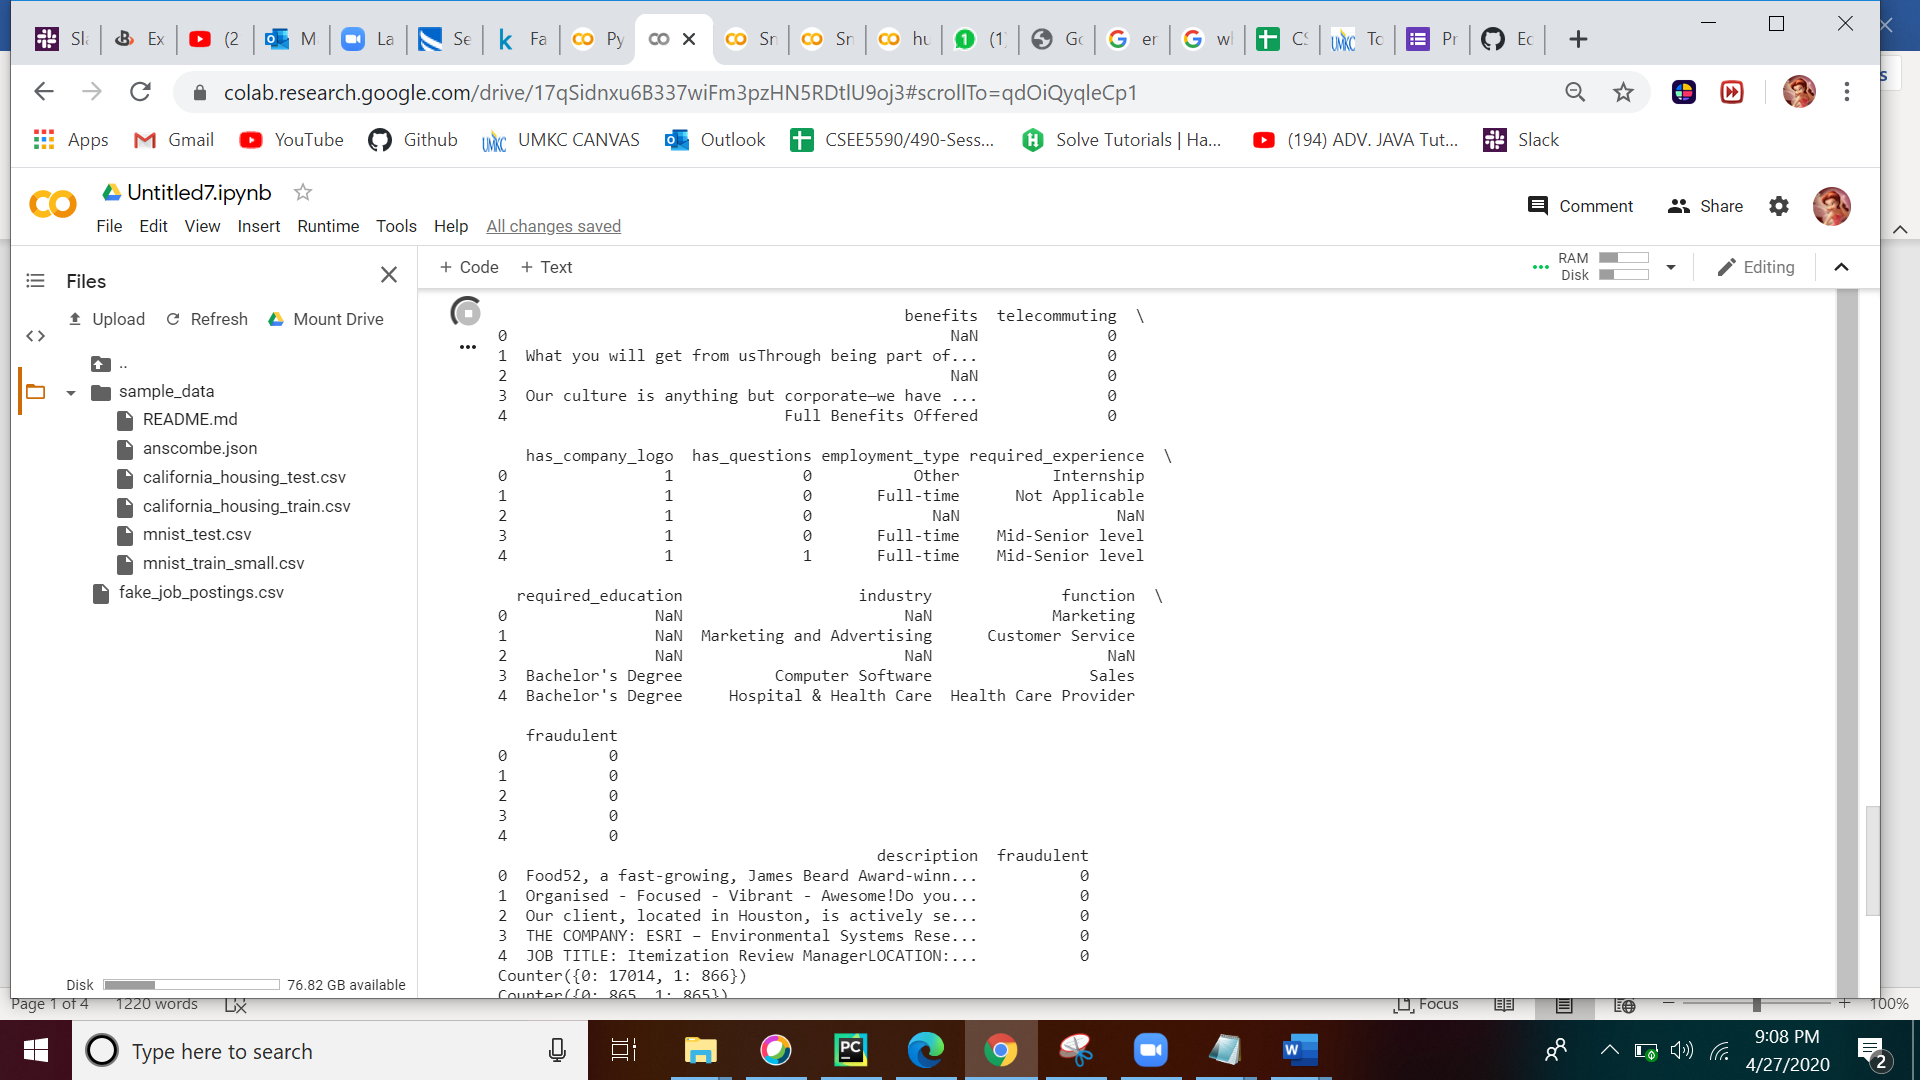 Sl
Ex
(2
M
La
Se
Fa
Py
Sn
Sn
hu
(1)
Gc
er
wl
CS
Tc
Pr
Ec
colab.research.google.com/drive/17qSidnxu6B337wiFm3pzHN5RDtlU9oj3#scrollTo=qdOiQyqleCp1
Apps Gmail YouTube Github UMKC CANVAS Outlook CSEE5590/490-Sess... Solve Tutorials | Ha... (194) ADV. JAVA Tut... Slack
Untitled7.ipynb
Comment Share
File Edit View Insert Runtime Tools Help All changes saved
Files
+ Code + Text
RAM
Disk
Editing
Upload Refresh Mount Drive
..
sample_data
README.md
anscombe.json
california_housing_test.csv
california_housing_train.csv
mnist_test.csv
mnist_train_small.csv
fake_job_postings.csv
Disk 76.82 GB available
benefits telecommuting \
0 NaN 0
1 What you will get from usThrough being part of... 0
2 NaN 0
3 Our culture is anything but corporate—we have ... 0
4 Full Benefits Offered 0
has_company_logo has_questions employment_type required_experience \
0 1 0 Other Internship
1 1 0 Full-time Not Applicable
2 1 0 NaN NaN
3 1 0 Full-time Mid-Senior level
4 1 1 Full-time Mid-Senior level
required_education industry function \
0 NaN NaN Marketing
1 NaN Marketing and Advertising Customer Service
2 NaN NaN NaN
3 Bachelor's Degree Computer Software Sales
4 Bachelor's Degree Hospital & Health Care Health Care Provider
fraudulent
0 0
1 0
2 0
3 0
4 0
description fraudulent
0 Food52, a fast-growing, James Beard Award-winn... 0
1 Organised - Focused - Vibrant - Awesome!Do you... 0
2 Our client, located in Houston, is actively se... 0
3 THE COMPANY: ESRI – Environmental Systems Rese... 0
4 JOB TITLE: Itemization Review ManagerLOCATION:... 0
Counter({0: 17014, 1: 866})
Counter({0: 865, 1: 865})
Page 1 of 4 1220 words Focus 100%
Type here to search
9:08 PM
4/27/2020
2